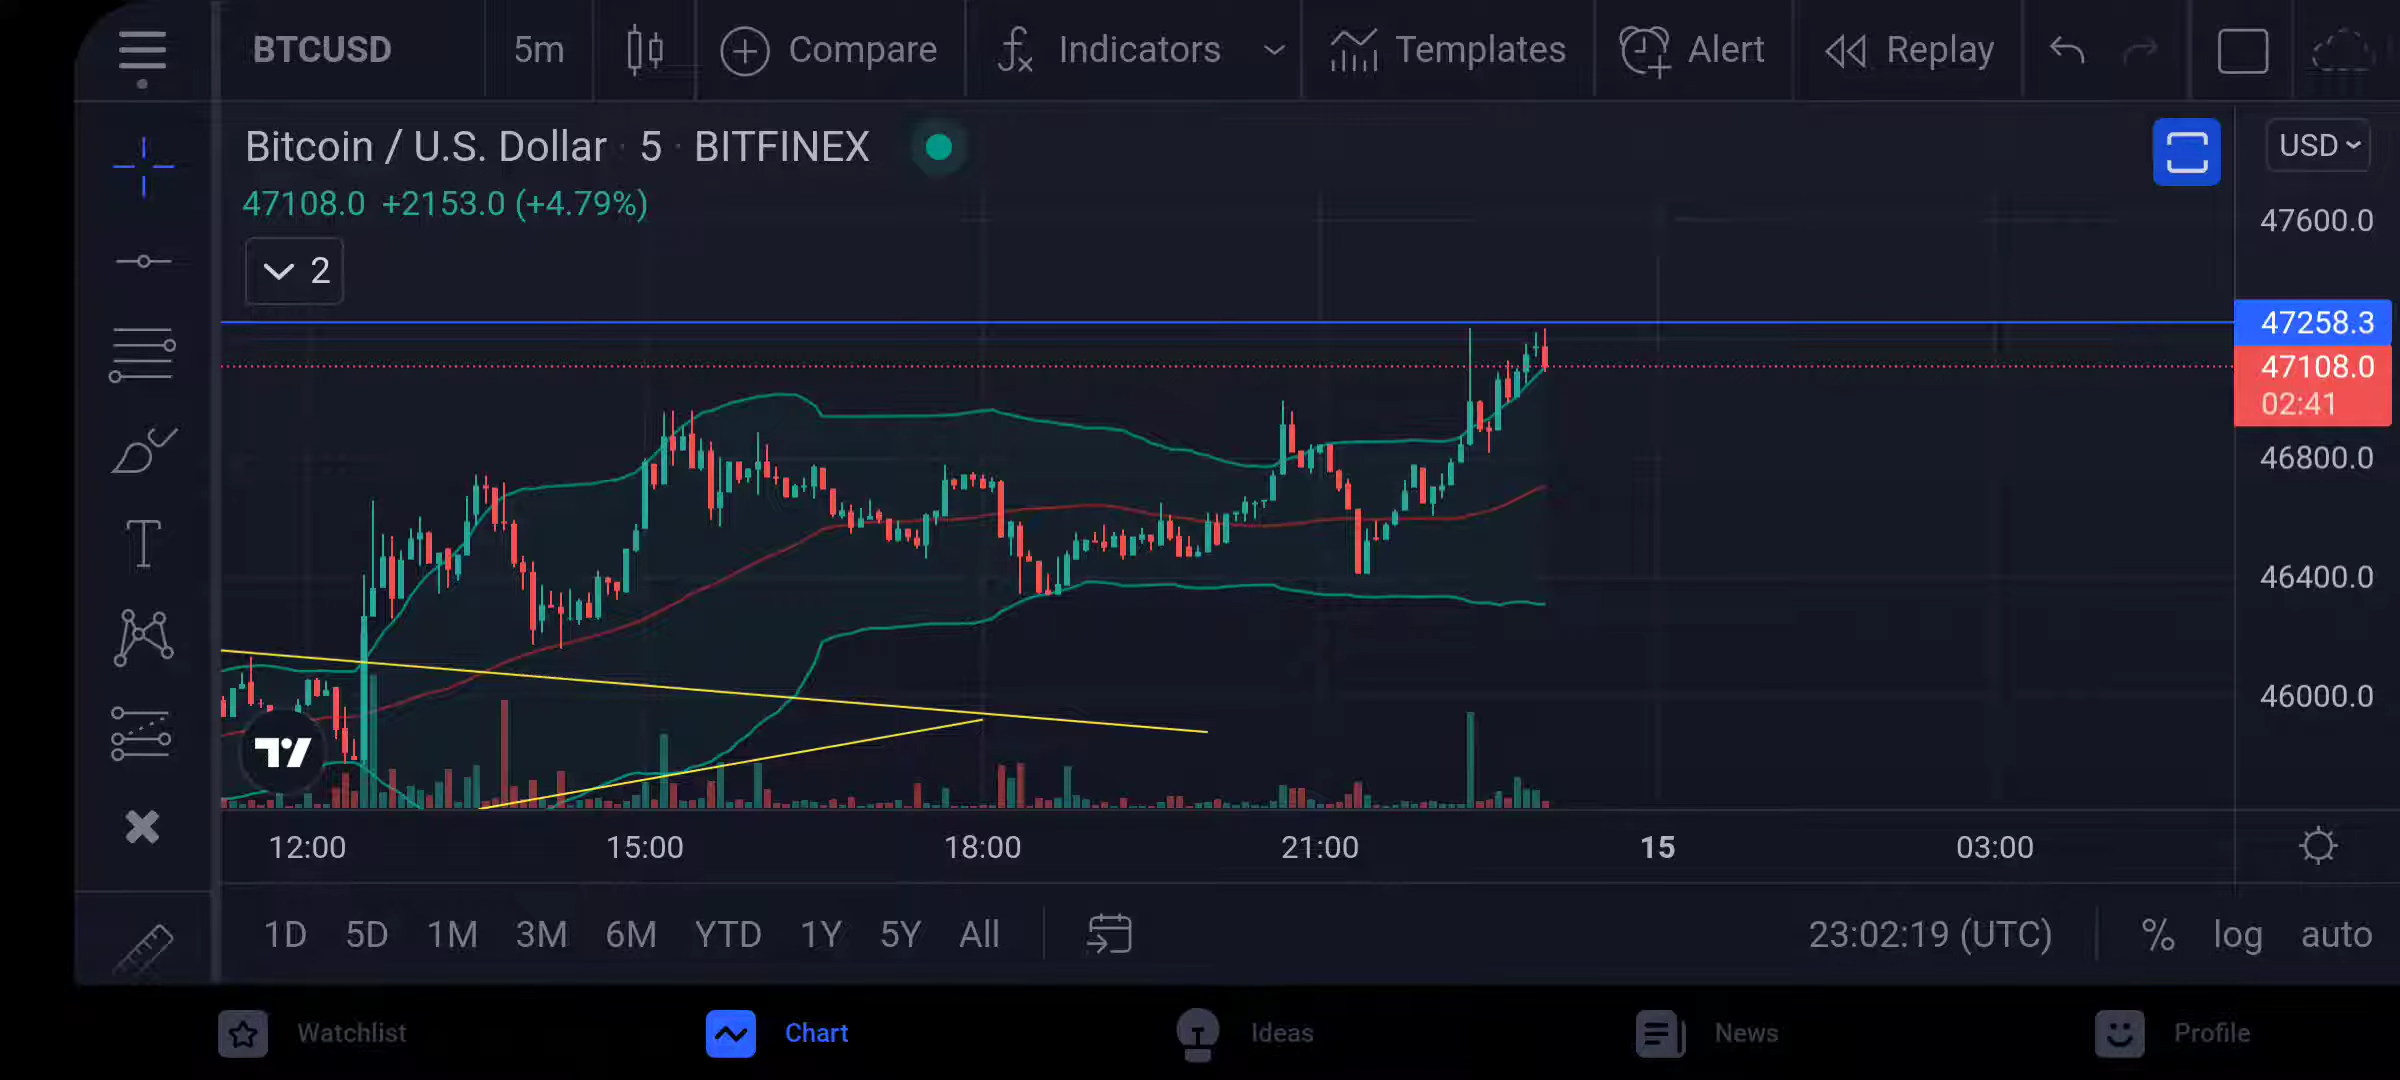 BTCUSD 5m Compare Indicators Templates Alert Replay
Bitcoin / U.S. Dollar · 5 · BITFINEX
USD
47108.0 +2153.0 (+4.79%)
47600.0
2
47258.3
47108.0
02:41
46800.0
46400.0
46000.0
12:00 15:00 18:00 21:00 15 03:00
1D 5D 1M 3M 6M YTD 1Y 5Y All 23:02:19 (UTC) % log auto
Watchlist Chart Ideas News Profile